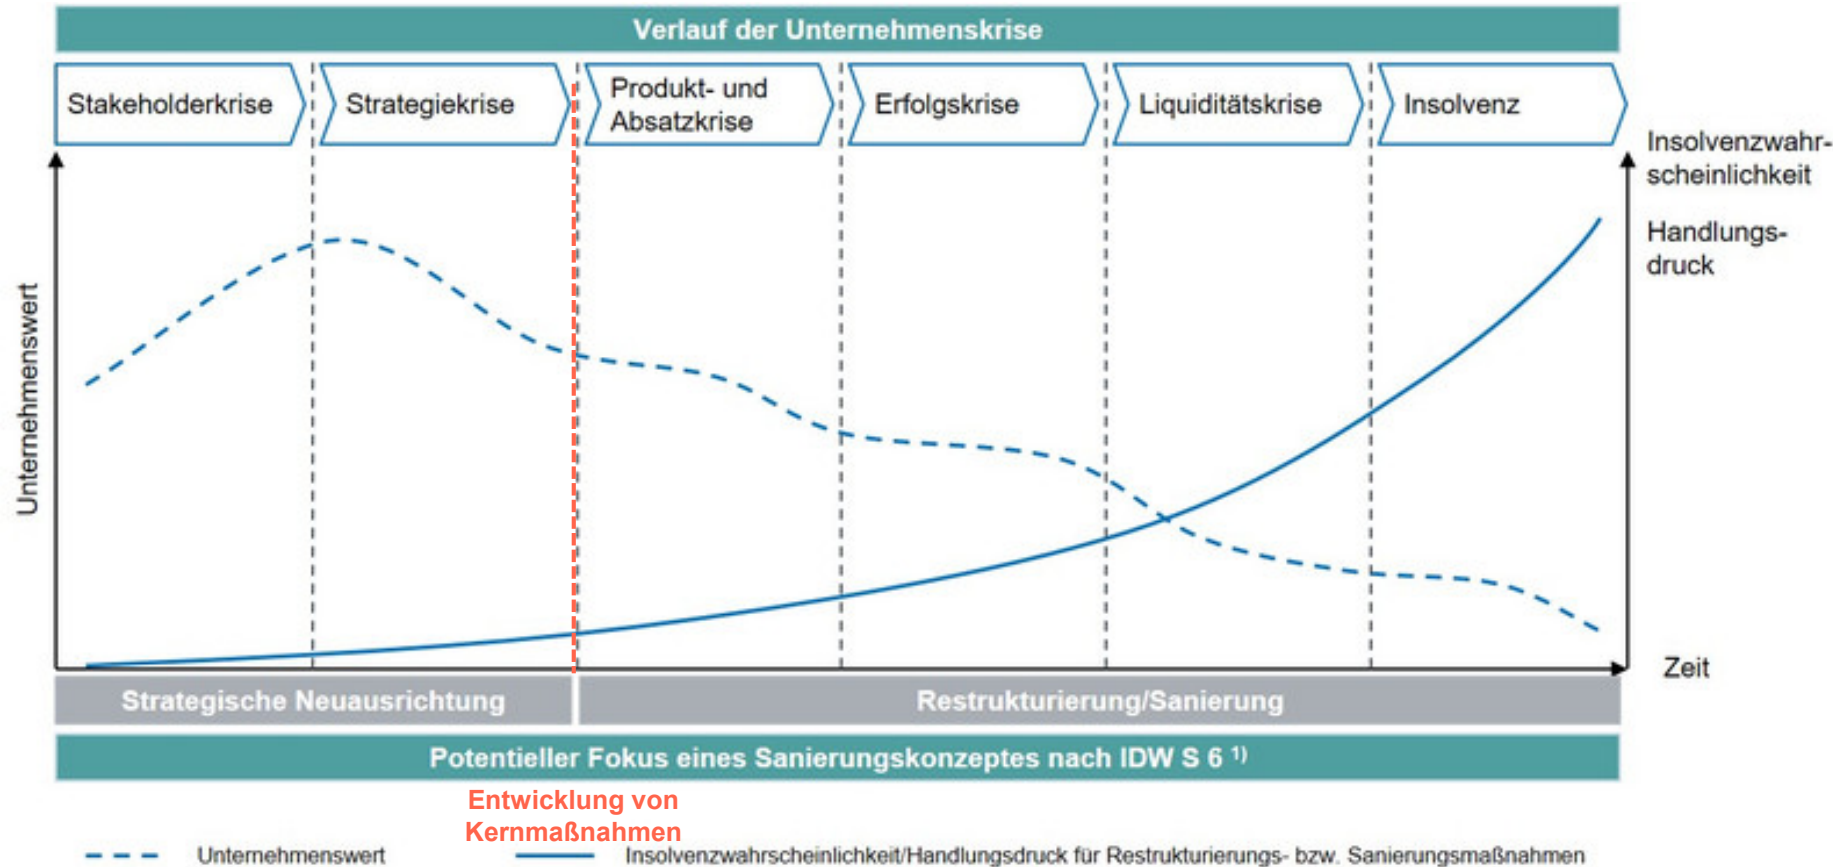 Verlauf der Unternehmenskrise
Stakeholderkrise
Strategiekrise
Produkt- und
Absatzkrise
Erfolgskrise
Liquiditätskrise
Insolvenz
Insolvenzwahr-
scheinlichkeit
Handlungs-
druck
Unternehmenswert
Zeit
Strategische Neuausrichtung
Restrukturierung/Sanierung
Potentieller Fokus eines Sanierungskonzeptes nach IDW S 6 ¹⁾
Entwicklung von
Kernmaßnahmen
Unternehmenswert
Insolvenzwahrscheinlichkeit/Handlungsdruck für Restrukturierungs- bzw. Sanierungsmaßnahmen